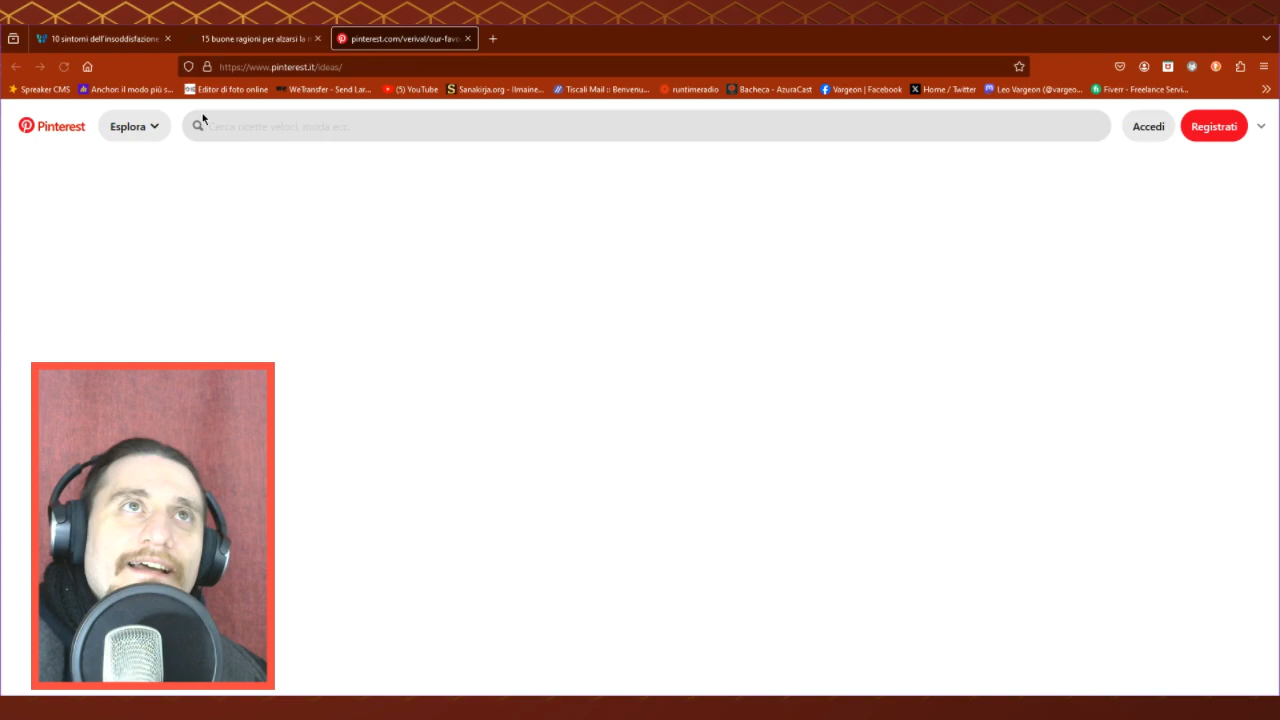 10 sintomi dell'insoddisfazione
15 buone ragioni per alzarsi la
pinterest.com/verival/our-favo
https://www.pinterest.it/ideas/
Spreaker CMS
Anchor: il modo più s...
Editor di foto online
WeTransfer - Send Lar...
(5) YouTube
Sanakirja.org - Ilmaine...
Tiscali Mail :: Benvenu...
runtimeradio
Bacheca - AzuraCast
Vargeon | Facebook
Home / Twitter
Leo Vargeon (@vargeo...
Fiverr - Freelance Servi...
Pinterest
Esplora
Cerca ricette veloci, moda ecc.
Accedi
Registrati